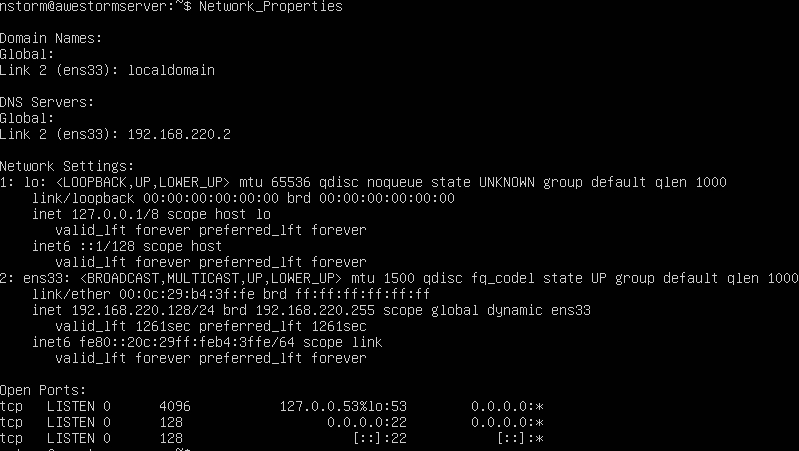 nstorm@awestormserver:~$ Network_Properties
Domain Names:
Global:
Link 2 (ens33): localdomain
DNS Servers:
Global:
Link 2 (ens33): 192.168.220.2
Network Settings:
1: lo: <LOOPBACK,UP,LOWER_UP> mtu 65536 qdisc noqueue state UNKNOWN group default qlen 1000
    link/loopback 00:00:00:00:00:00 brd 00:00:00:00:00:00
    inet 127.0.0.1/8 scope host lo
       valid_lft forever preferred_lft forever
    inet6 ::1/128 scope host
       valid_lft forever preferred_lft forever
2: ens33: <BROADCAST,MULTICAST,UP,LOWER_UP> mtu 1500 qdisc fq_codel state UP group default qlen 1000
    link/ether 00:0c:29:b4:3f:fe brd ff:ff:ff:ff:ff:ff
    inet 192.168.220.128/24 brd 192.168.220.255 scope global dynamic ens33
       valid_lft 1261sec preferred_lft 1261sec
    inet6 fe80::20c:29ff:feb4:3ffe/64 scope link
       valid_lft forever preferred_lft forever
Open Ports:
tcp   LISTEN 0      4096           127.0.0.53%lo:53        0.0.0.0:*
tcp   LISTEN 0      128                  0.0.0.0:22        0.0.0.0:*
tcp   LISTEN 0      128                     [::]:22           [::]:*